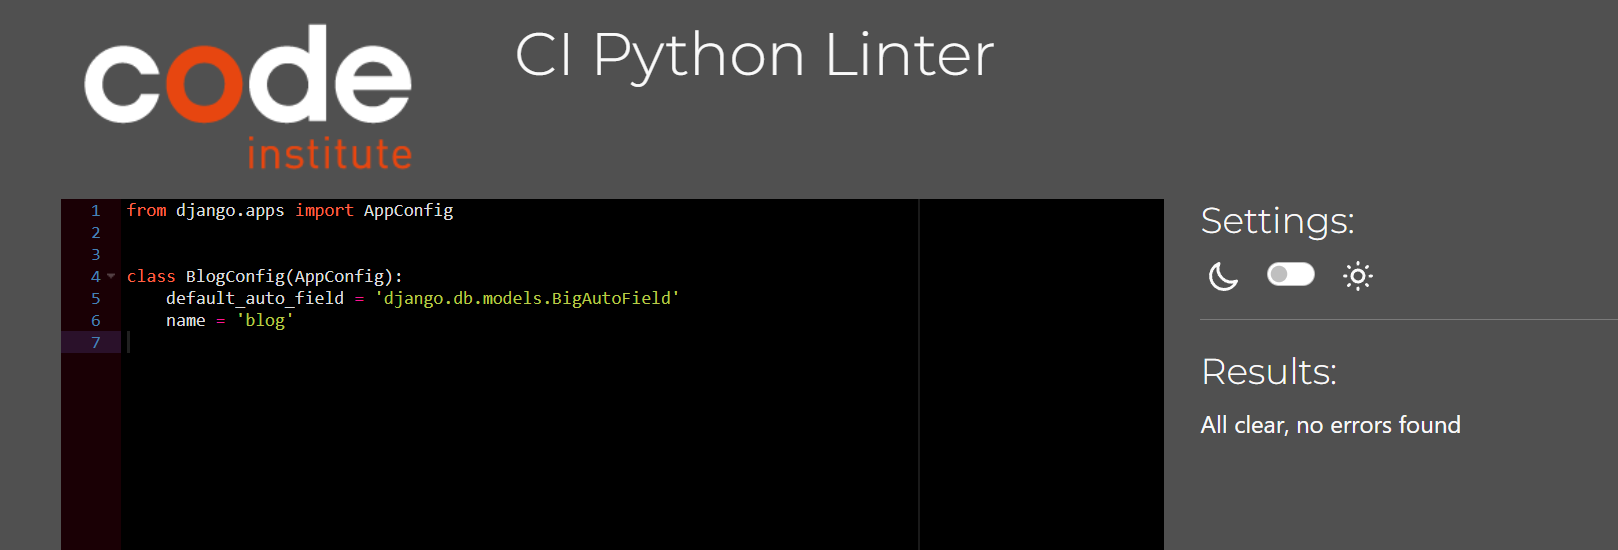 code
institute
CI Python Linter
1 from django.apps import AppConfig
2
3
4 class BlogConfig(AppConfig):
5     default_auto_field = 'django.db.models.BigAutoField'
6     name = 'blog'
7
Settings:
Results:
All clear, no errors found